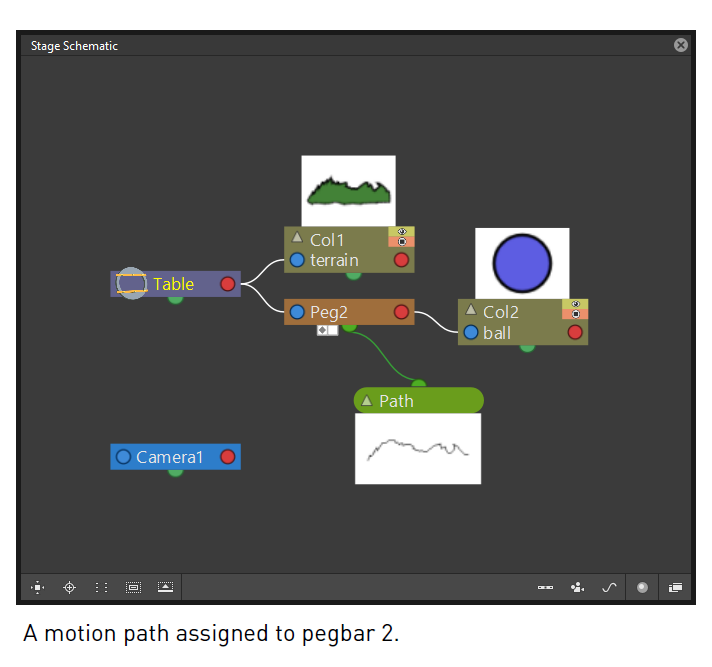 Stage Schematic
Col1
terrain
Table
Peg2
Col2
ball
Path
Camera1
A motion path assigned to pegbar 2.